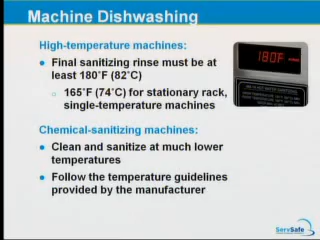 Machine Dishwashing
High-temperature machines:
Final sanitizing rinse must be at
least 180°F (82°C)
165°F (74°C) for stationary rack,
single-temperature machines
180°F
Chemical-sanitizing machines:
Clean and sanitize at much lower
temperatures
Follow the temperature guidelines
provided by the manufacturer
ServSafe